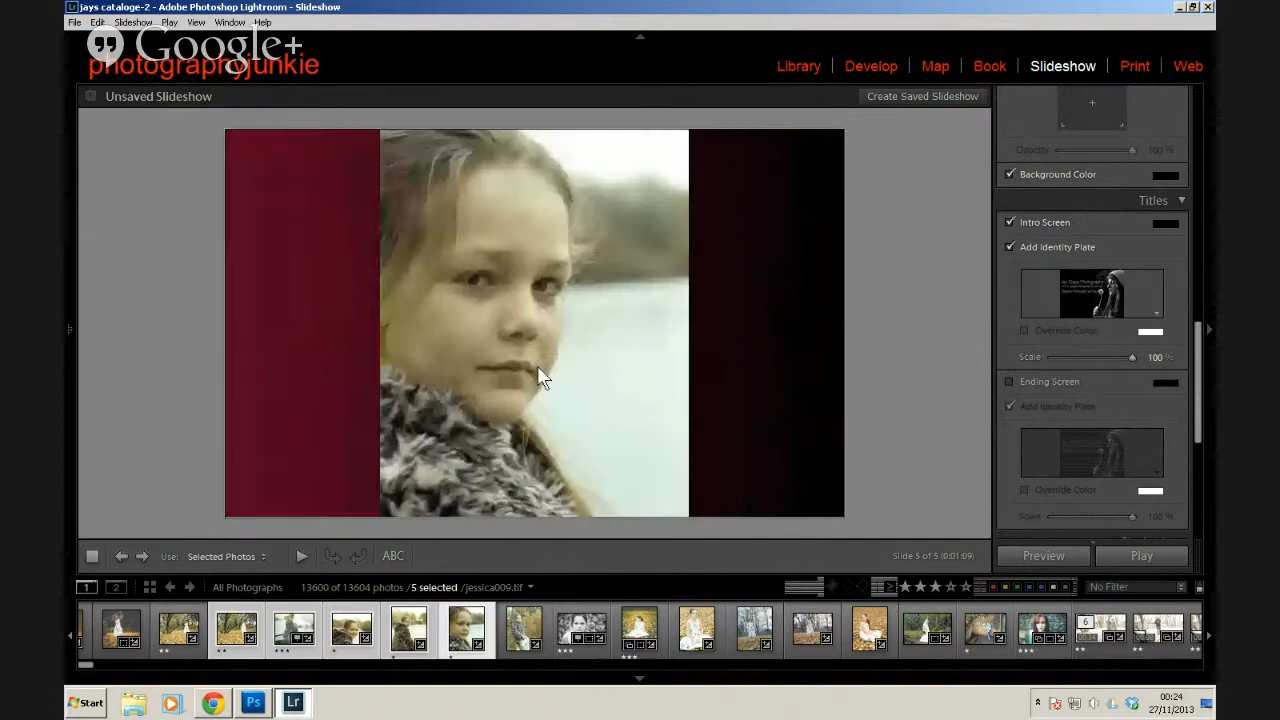 jays cataloge-2 - Adobe Photoshop Lightroom - Slideshow
File Edit Slideshow Play View Window Help
Google+
photographyjunkie
Library Develop Map Book Slideshow Print Web
Unsaved Slideshow
Create Saved Slideshow
Opacity 100 %
Background Color
Titles
Intro Screen
Add Identity Plate
Override Color
Scale 100 %
Ending Screen
Add Identity Plate
Override Color
Scale 100 %
Use: Selected Photos
ABC
Slide 5 of 5 (0:01:09)
Preview Play
1 2 All Photographs 13600 of 13604 photos /5 selected /jessica009.tif
No Filter
6
Start
Ps
Lr
00:24
27/11/2013